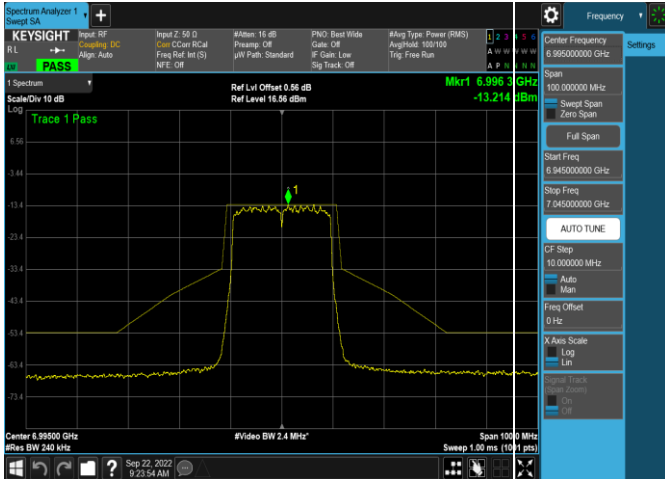 Spectrum Analyzer 1
Swept SA
Frequency
KEYSIGHT
Input: RF
Input Z: 50 Ω
#Atten: 16 dB
PNO: Best Wide
#Avg Type: Power (RMS)
1 2 3 4 5 6
R L
Coupling: DC
Corr CCorr RCal
Preamp: Off
Gate: Off
Avg|Hold: 100/100
Align: Auto
Freq Ref: Int (S)
µW Path: Standard
IF Gain: Low
Trig: Free Run
NFE: Off
Sig Track: Off
PASS
A P N N N N
1 Spectrum
Ref Lvl Offset 0.56 dB
Mkr1 6.996 3 GHz
Scale/Div 10 dB
Ref Level 16.56 dBm
-13.214 dBm
Log
Trace 1 Pass
6.56
-3.44
-13.4
-23.4
-33.4
-43.4
-53.4
-63.4
-73.4
1
Center 6.99500 GHz
#Video BW 2.4 MHz*
Span 100.0 MHz
#Res BW 240 kHz
Sweep 1.00 ms (1001 pts)
Sep 22, 2022
9:23:54 AM
Center Frequency
6.995000000 GHz
Settings
Span
100.000000 MHz
Swept Span
Zero Span
Full Span
Start Freq
6.945000000 GHz
Stop Freq
7.045000000 GHz
AUTO TUNE
CF Step
10.000000 MHz
Auto
Man
Freq Offset
0 Hz
X Axis Scale
Log
Lin
Signal Track
(Span Zoom)
On
Off